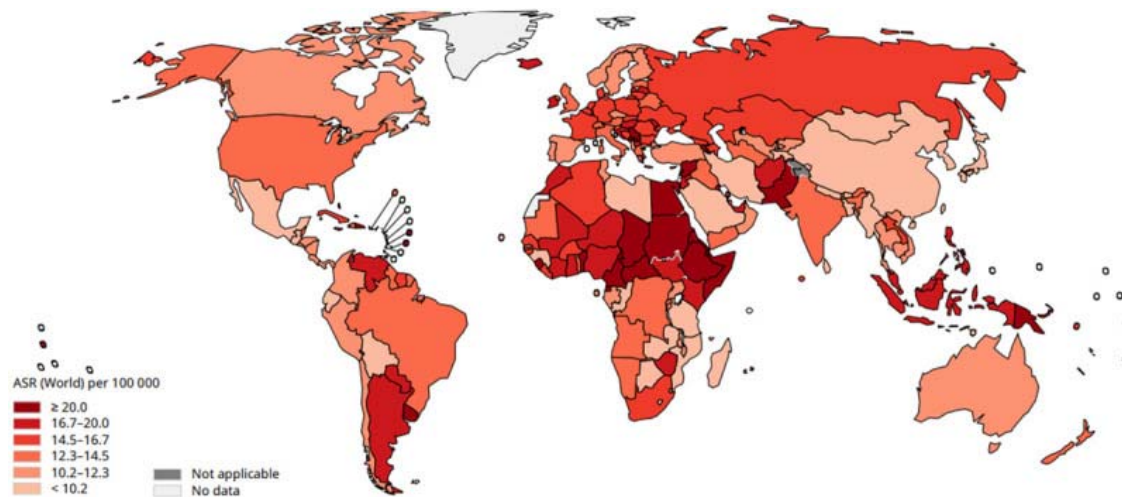 ASR (World) per 100 000
≥ 20.0
16.7–20.0
14.5–16.7
12.3–14.5
10.2–12.3
< 10.2
Not applicable
No data